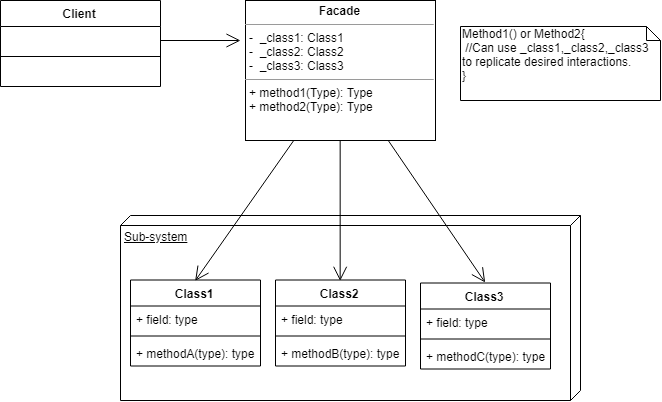 Client
Facade
- _class1: Class1
- _class2: Class2
- _class3: Class3
+ method1(Type): Type
+ method2(Type): Type
Method1() or Method2{
//Can use _class1,_class2,_class3
to replicate desired interactions.
}
Sub-system
Class1
+ field: type
+ methodA(type): type
Class2
+ field: type
+ methodB(type): type
Class3
+ field: type
+ methodC(type): type